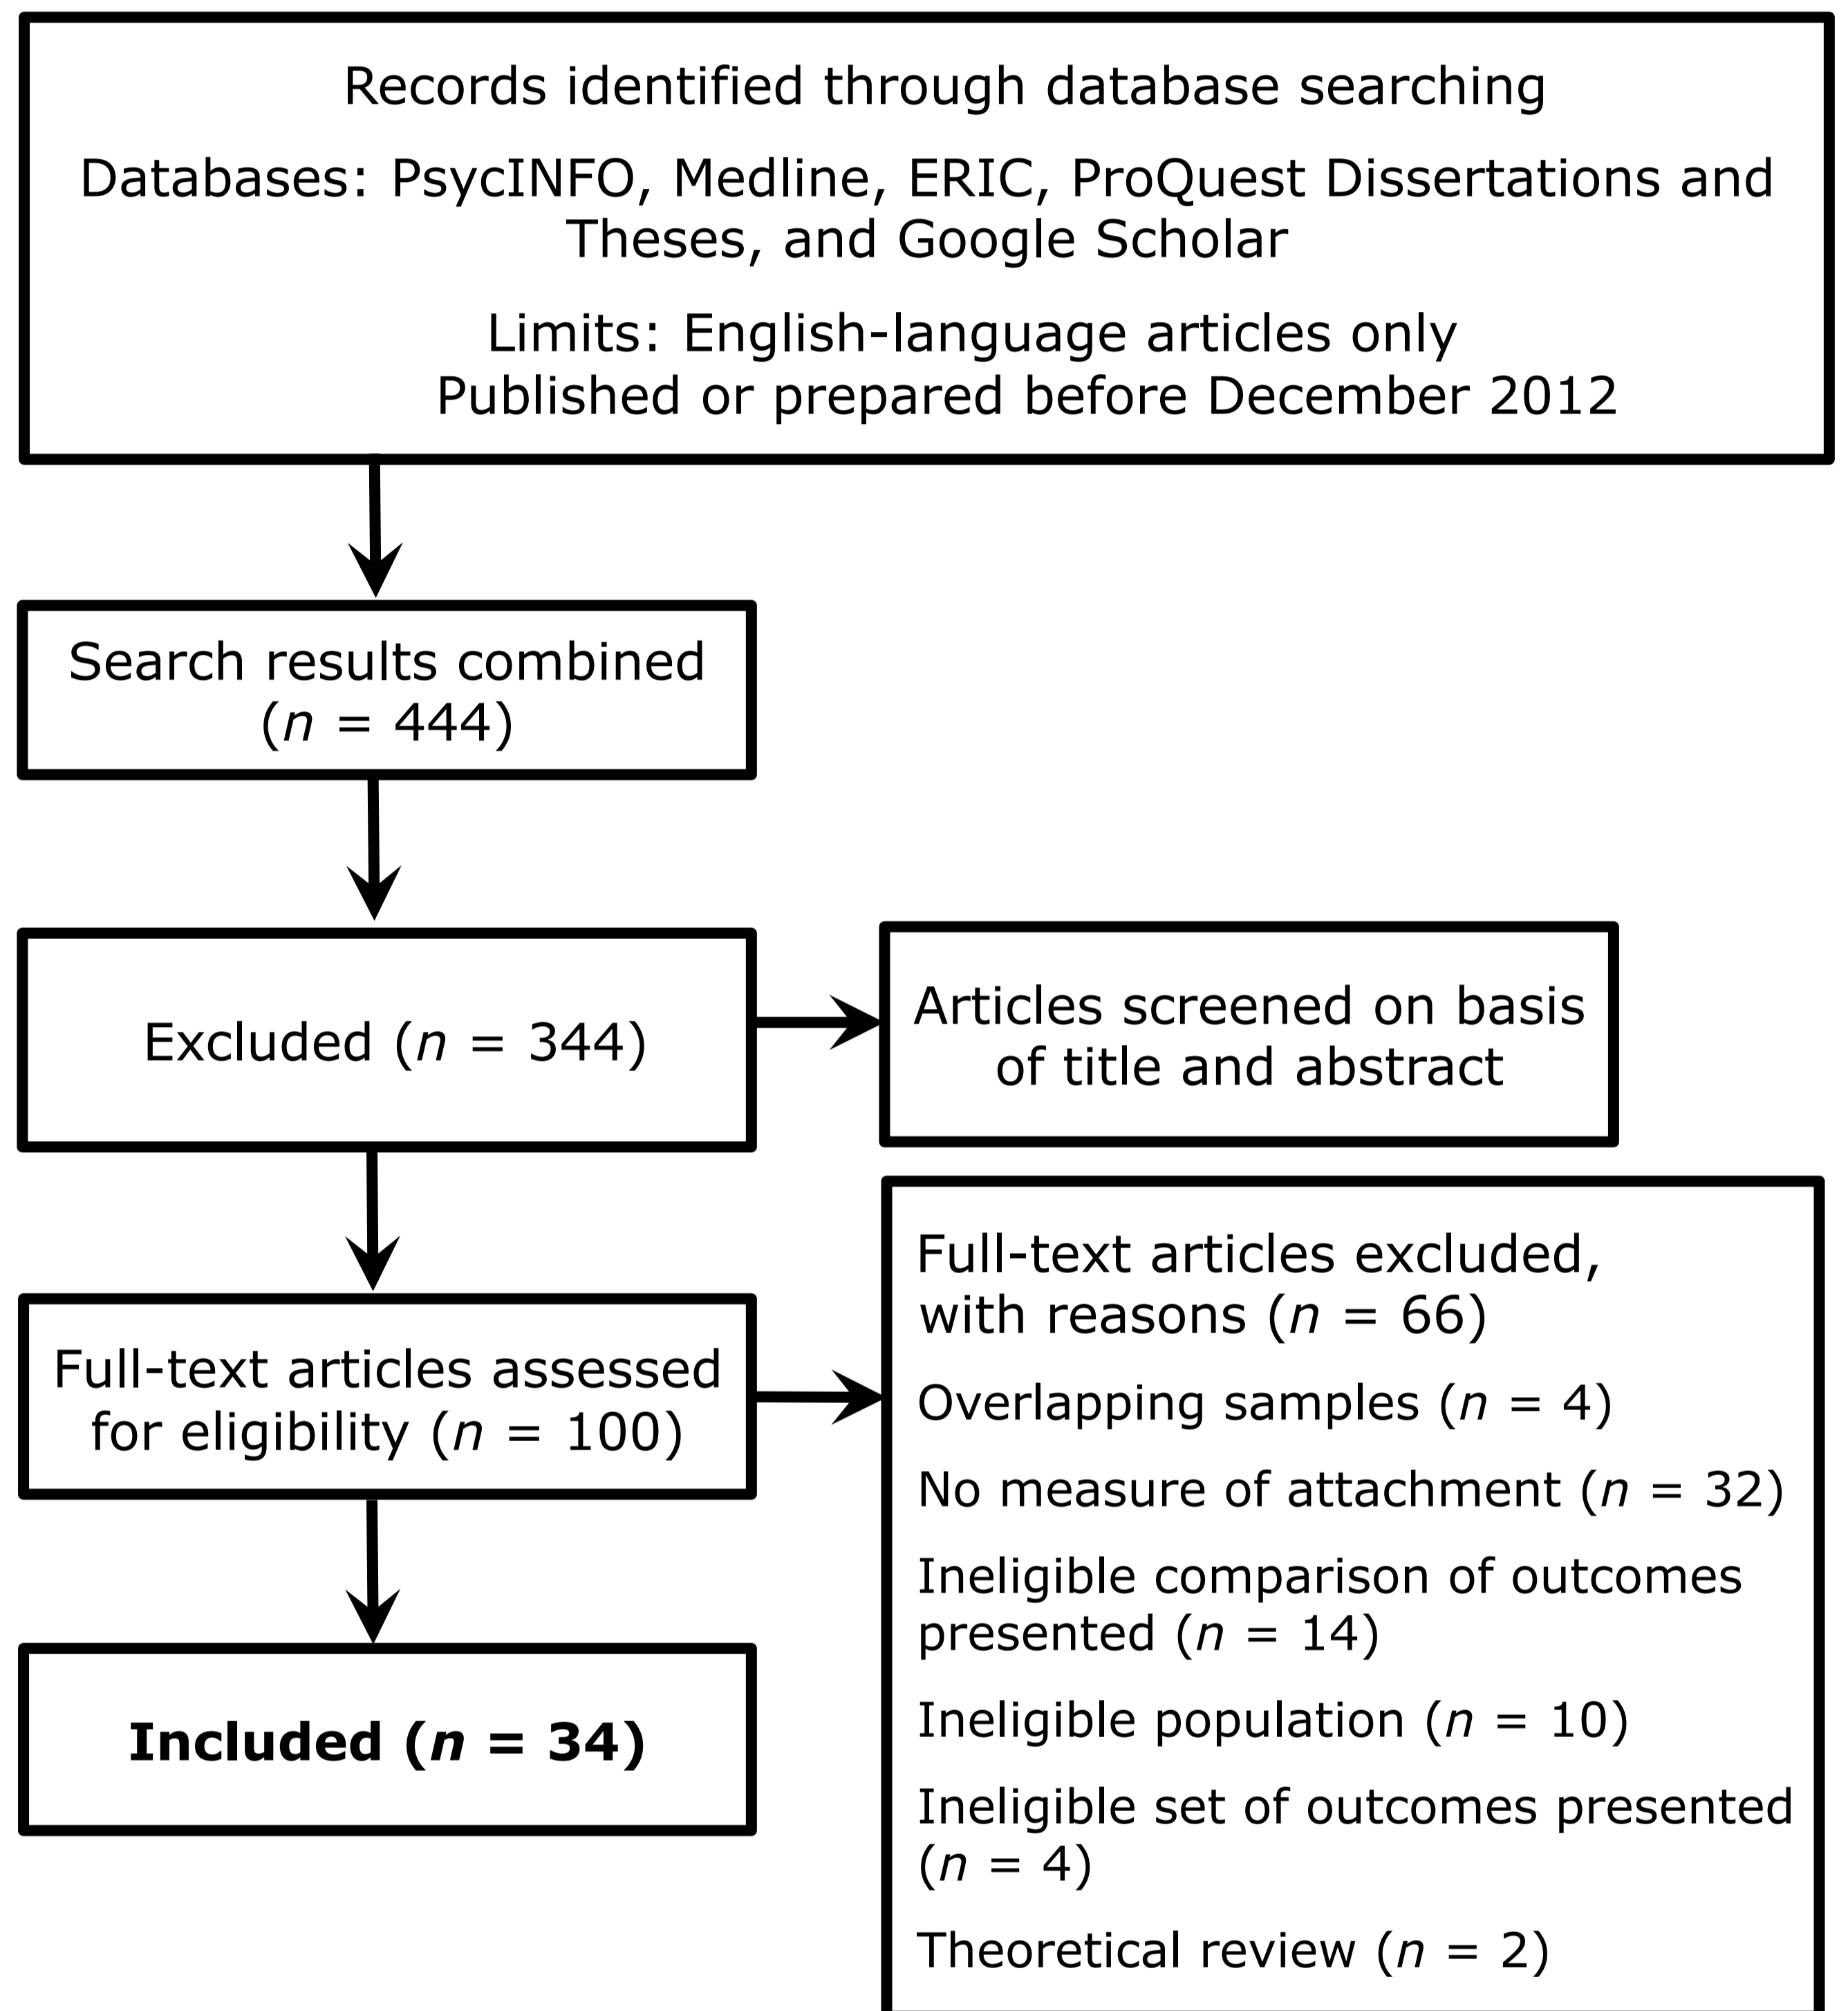 Records identified through database searching
Databases: PsycINFO, Medline, ERIC, ProQuest Dissertations and
Theses, and Google Scholar
Limits: English-language articles only
Published or prepared before December 2012
Search results combined
(n = 444)
Excluded (n = 344)
Articles screened on basis
of title and abstract
Full-text articles assessed
for eligibility (n = 100)
Full-text articles excluded,
with reasons (n = 66)
Overlapping samples (n = 4)
No measure of attachment (n = 32)
Ineligible comparison of outcomes
presented (n = 14)
Ineligible population (n = 10)
Ineligible set of outcomes presented
(n = 4)
Theoretical review (n = 2)
Included (n = 34)